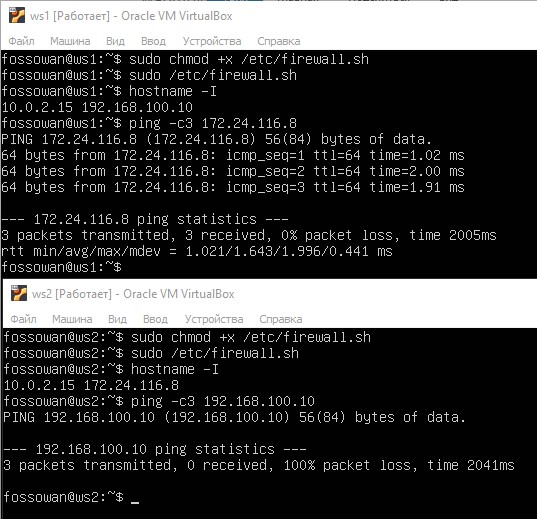 ws1 [Работает] - Oracle VM VirtualBox
Файл Машина Вид Ввод Устройства Справка
fossowan@ws1:~$ sudo chmod +x /etc/firewall.sh
fossowan@ws1:~$ sudo /etc/firewall.sh
fossowan@ws1:~$ hostname -I
10.0.2.15 192.168.100.10
fossowan@ws1:~$ ping -c3 172.24.116.8
PING 172.24.116.8 (172.24.116.8) 56(84) bytes of data.
64 bytes from 172.24.116.8: icmp_seq=1 ttl=64 time=1.02 ms
64 bytes from 172.24.116.8: icmp_seq=2 ttl=64 time=2.00 ms
64 bytes from 172.24.116.8: icmp_seq=3 ttl=64 time=1.91 ms
--- 172.24.116.8 ping statistics ---
3 packets transmitted, 3 received, 0% packet loss, time 2005ms
rtt min/avg/max/mdev = 1.021/1.643/1.996/0.441 ms
fossowan@ws1:~$
ws2 [Работает] - Oracle VM VirtualBox
Файл Машина Вид Ввод Устройства Справка
fossowan@ws2:~$ sudo chmod +x /etc/firewall.sh
fossowan@ws2:~$ sudo /etc/firewall.sh
fossowan@ws2:~$ hostname -I
10.0.2.15 172.24.116.8
fossowan@ws2:~$ ping -c3 192.168.100.10
PING 192.168.100.10 (192.168.100.10) 56(84) bytes of data.
--- 192.168.100.10 ping statistics ---
3 packets transmitted, 0 received, 100% packet loss, time 2041ms
fossowan@ws2:~$ _